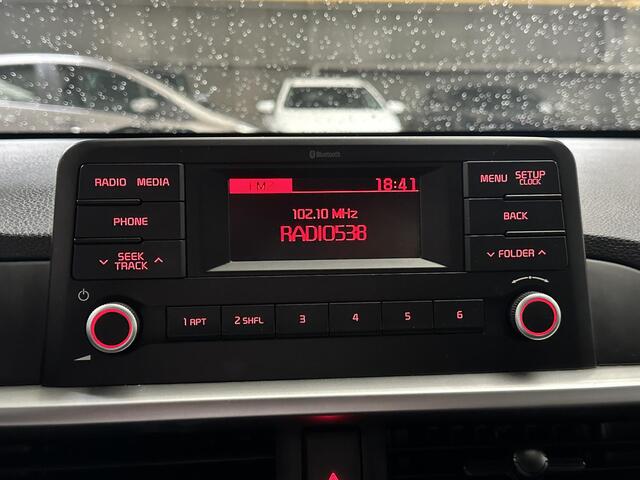 Bluetooth
RADIO MEDIA
PHONE
SEEK
TRACK
FM2 18:41
102.10 MHz
RADIO538
MENU SETUP
CLOCK
BACK
FOLDER
1 RPT 2 SHFL 3 4 5 6